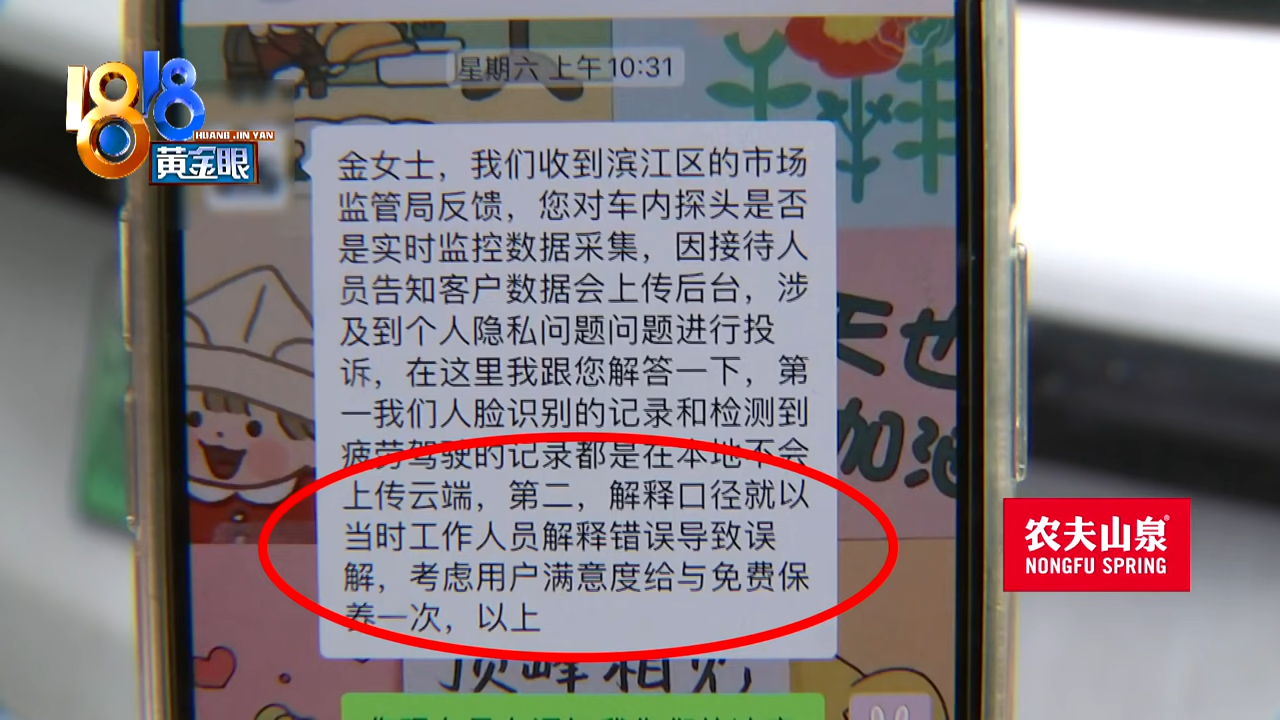 星期六 上午10:31
1818
HUANG JIN YAN
黄金眼
金女士，我们收到滨江区的市场
监管局反馈，您对车内探头是否
是实时监控数据采集，因接待人
员告知客户数据会上传后台，涉
及到个人隐私问题问题进行投
诉，在这里我跟您解答一下，第
一我们人脸识别的记录和检测到
疲劳驾驶的记录都是在本地不会
上传云端，第二，解释口径就以
当时工作人员解释错误导致误
解，考虑用户满意度给与免费保
养一次，以上
天也
加油
农夫山泉®
NONGFU SPRING
顶峰相见